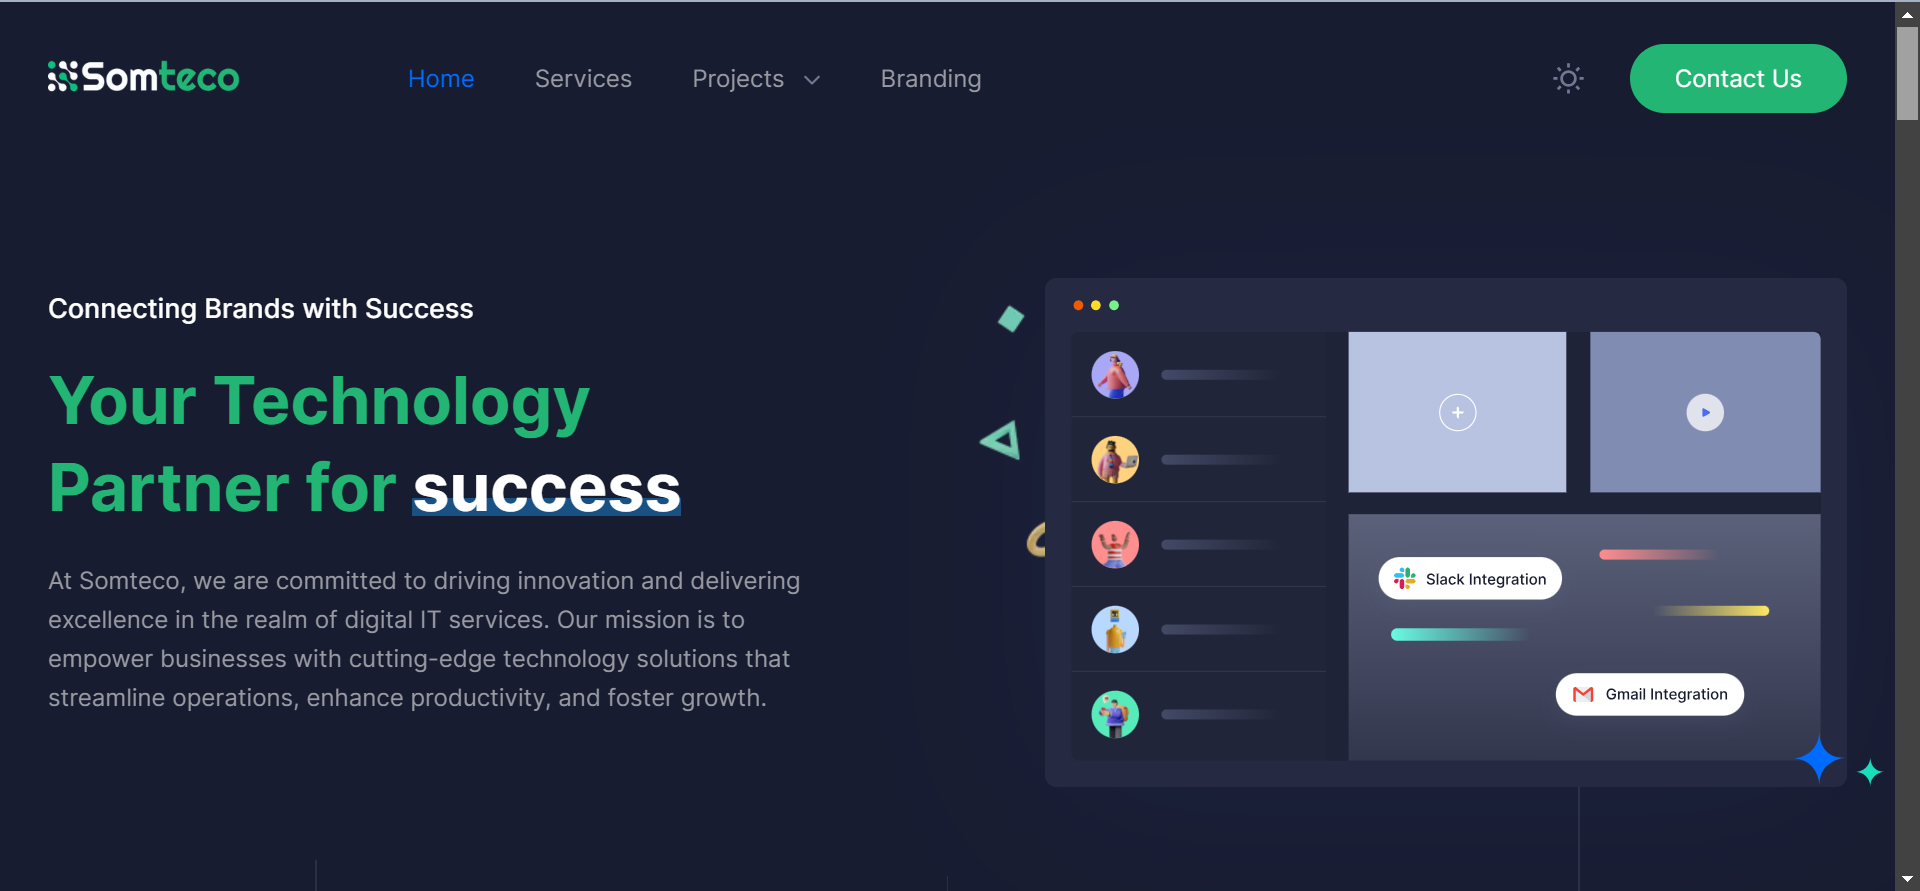 Somteco
Home
Services
Projects
Branding
Contact Us
Connecting Brands with Success
Your Technology
Partner for success
At Somteco, we are committed to driving innovation and delivering
excellence in the realm of digital IT services. Our mission is to
empower businesses with cutting-edge technology solutions that
streamline operations, enhance productivity, and foster growth.
Slack Integration
Gmail Integration